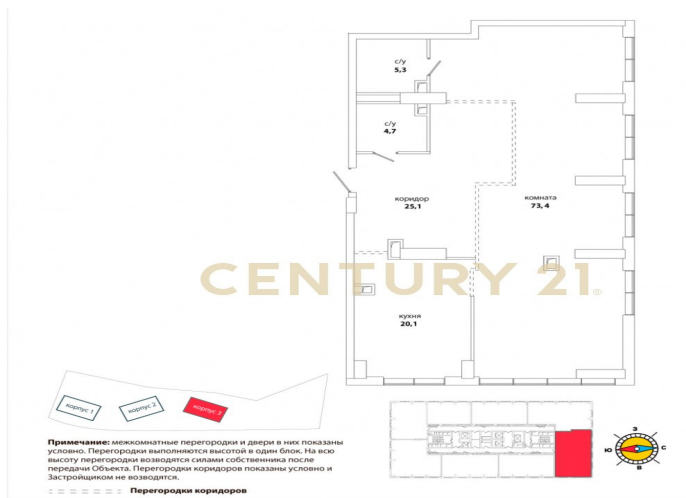 с/у
5,3
с/у
4,7
коридор
25,1
комната
73,4
CENTURY 21®
кухня
20,1
корпус 1
корпус 2
корпус 3
З
Ю
С
В
Примечание: межкомнатные перегородки и двери в них показаны
условно. Перегородки выполняются высотой в один блок. На всю
высоту перегородки возводятся силами собственника после
передачи Объекта. Перегородки коридоров показаны условно и
Застройщиком не возводятся.
Перегородки коридоров